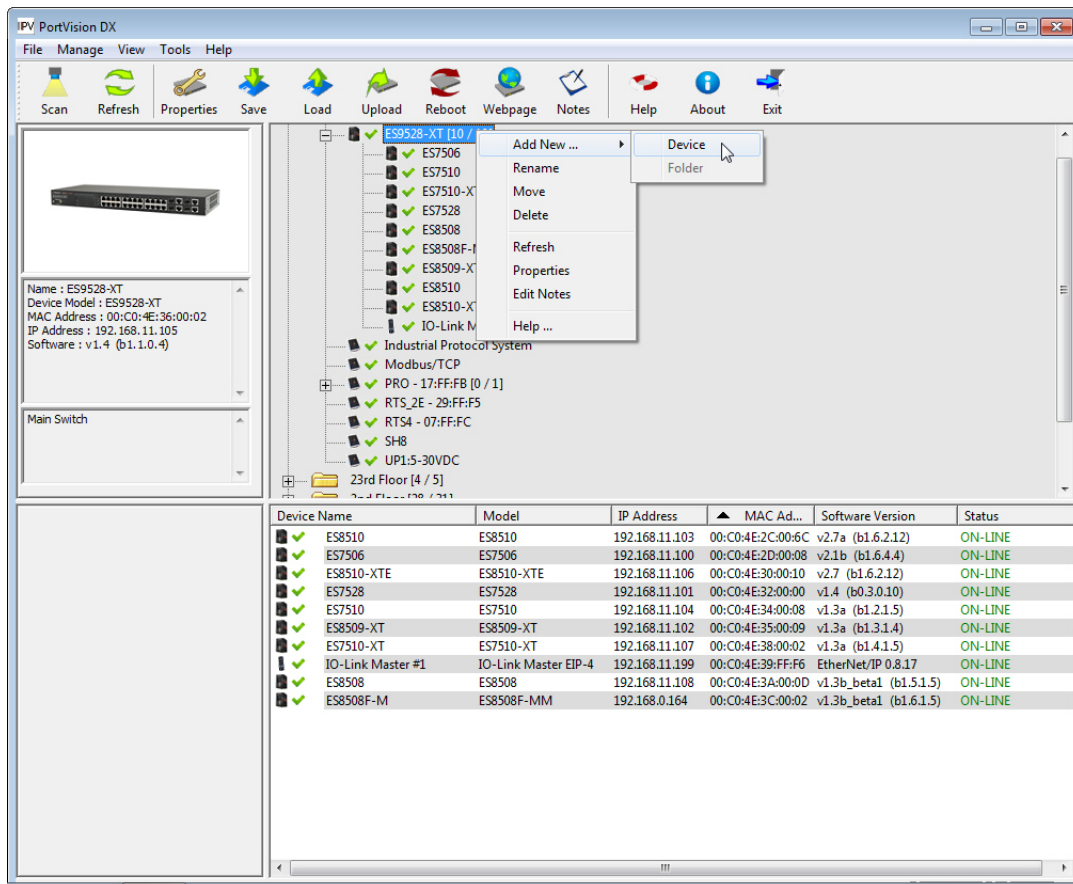 IPV PortVision DX
File Manage View Tools Help
Scan Refresh Properties Save Load Upload Reboot Webpage Notes Help About Exit
ES9528-XT [10 /
ES7506
ES7510
ES7510-X
ES7528
ES8508
ES8508F-
ES8509-X
ES8510
ES8510-X
IO-Link M
Industrial Protocol System
Modbus/TCP
PRO - 17:FF:FB [0 / 1]
RTS_2E - 29:FF:F5
RTS4 - 07:FF:FC
SH8
UP1:5-30VDC
23rd Floor [4 / 5]
Add New ...
Rename
Move
Delete
Refresh
Properties
Edit Notes
Help ...
Device
Folder
Name : ES9528-XT
Device Model : ES9528-XT
MAC Address : 00:C0:4E:36:00:02
IP Address : 192.168.11.105
Software : v1.4 (b1.1.0.4)
Main Switch
Device Name Model IP Address MAC Ad... Software Version Status
ES8510 ES8510 192.168.11.103 00:C0:4E:2C:00:6C v2.7a (b1.6.2.12) ON-LINE
ES7506 ES7506 192.168.11.100 00:C0:4E:2D:00:08 v2.1b (b1.6.4.4) ON-LINE
ES8510-XTE ES8510-XTE 192.168.11.106 00:C0:4E:30:00:10 v2.7 (b1.6.2.12) ON-LINE
ES7528 ES7528 192.168.11.101 00:C0:4E:32:00:00 v1.4 (b0.3.0.10) ON-LINE
ES7510 ES7510 192.168.11.104 00:C0:4E:34:00:08 v1.3a (b1.2.1.5) ON-LINE
ES8509-XT ES8509-XT 192.168.11.102 00:C0:4E:35:00:09 v1.3a (b1.3.1.4) ON-LINE
ES7510-XT ES7510-XT 192.168.11.107 00:C0:4E:38:00:02 v1.3a (b1.4.1.5) ON-LINE
IO-Link Master #1 IO-Link Master EIP-4 192.168.11.199 00:C0:4E:39:FF:F6 EtherNet/IP 0.8.17 ON-LINE
ES8508 ES8508 192.168.11.108 00:C0:4E:3A:00:0D v1.3b_beta1 (b1.5.1.5) ON-LINE
ES8508F-M ES8508F-MM 192.168.0.164 00:C0:4E:3C:00:02 v1.3b_beta1 (b1.6.1.5) ON-LINE